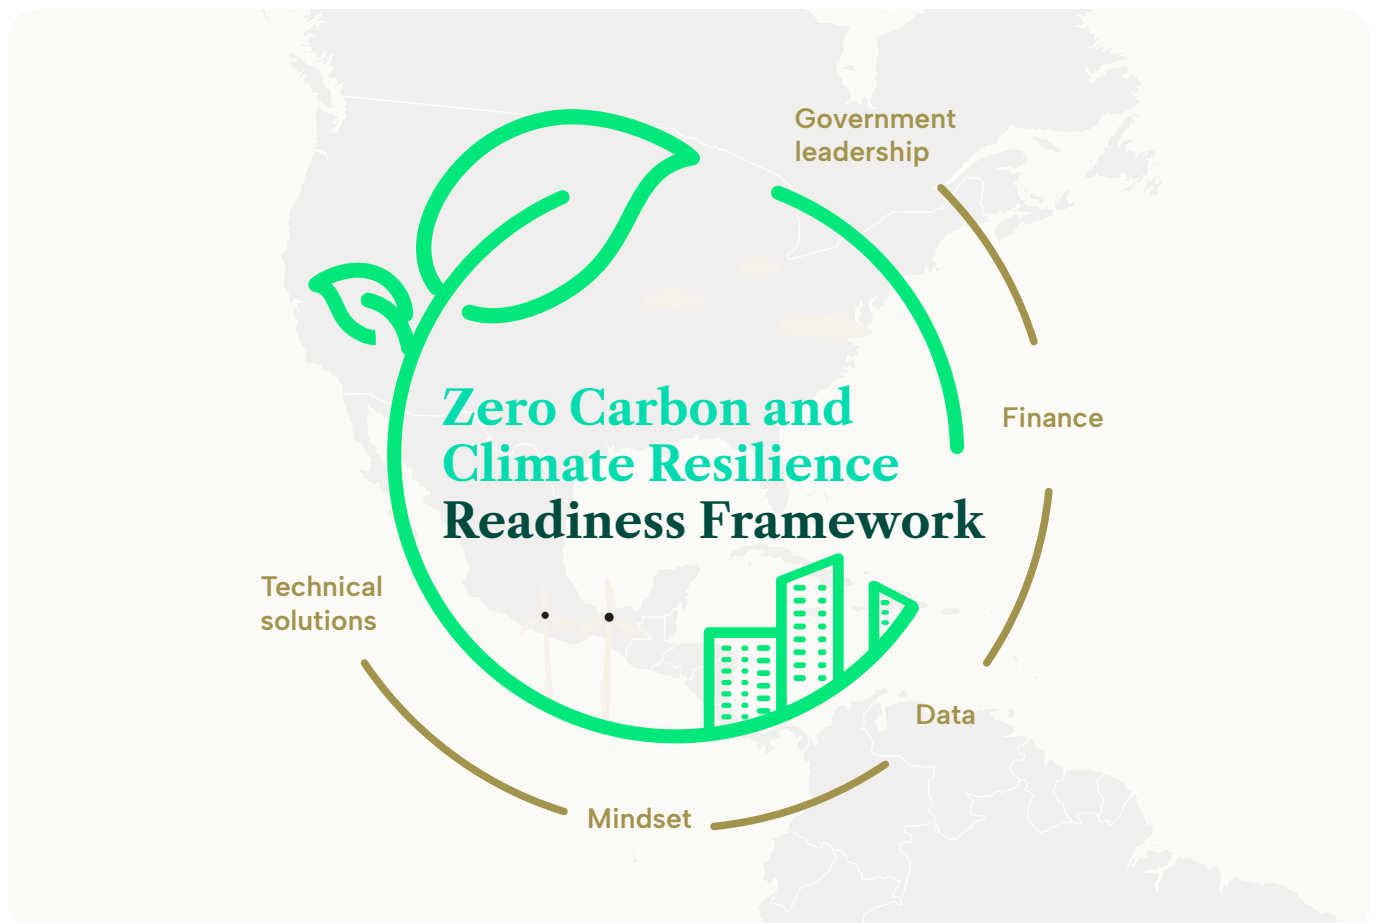 Government
leadership
Zero Carbon and
Climate Resilience
Readiness Framework
Finance
Technical
solutions
Data
Mindset